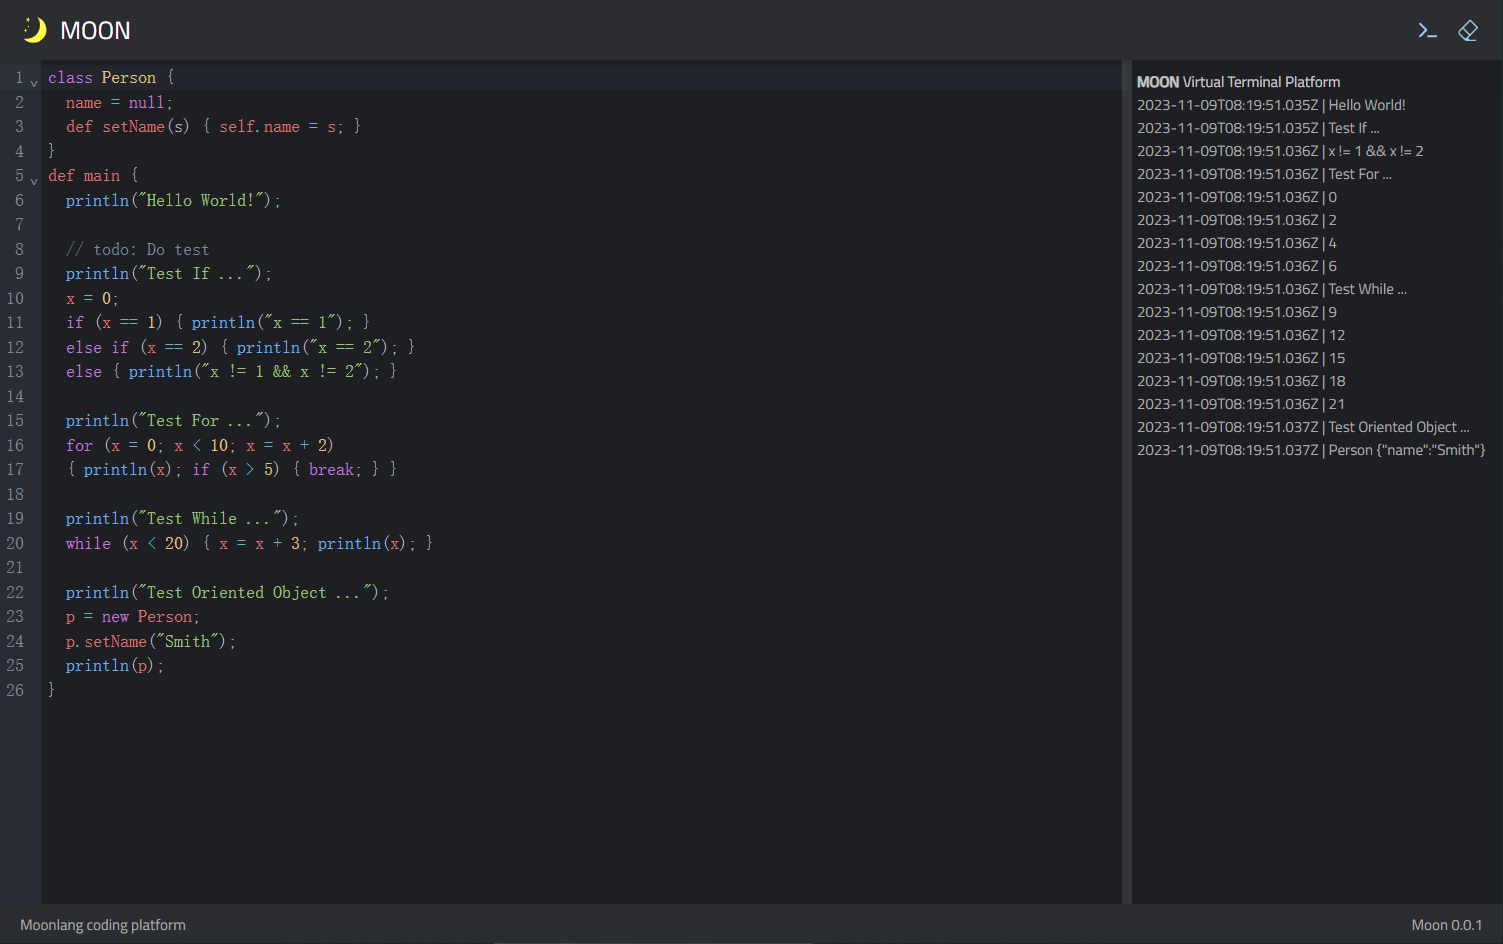 MOON
1 class Person {
2   name = null;
3   def setName(s) { self.name = s; }
4 }
5 def main {
6   println("Hello World!");
7
8   // todo: Do test
9   println("Test If ...");
10   x = 0;
11   if (x == 1) { println("x == 1"); }
12   else if (x == 2) { println("x == 2"); }
13   else { println("x != 1 && x != 2"); }
14
15   println("Test For ...");
16   for (x = 0; x < 10; x = x + 2)
17   { println(x); if (x > 5) { break; } }
18
19   println("Test While ...");
20   while (x < 20) { x = x + 3; println(x); }
21
22   println("Test Oriented Object ...");
23   p = new Person;
24   p.setName("Smith");
25   println(p);
26 }
MOON Virtual Terminal Platform
2023-11-09T08:19:51.035Z | Hello World!
2023-11-09T08:19:51.035Z | Test If ...
2023-11-09T08:19:51.036Z | x != 1 && x != 2
2023-11-09T08:19:51.036Z | Test For ...
2023-11-09T08:19:51.036Z | 0
2023-11-09T08:19:51.036Z | 2
2023-11-09T08:19:51.036Z | 4
2023-11-09T08:19:51.036Z | 6
2023-11-09T08:19:51.036Z | Test While ...
2023-11-09T08:19:51.036Z | 9
2023-11-09T08:19:51.036Z | 12
2023-11-09T08:19:51.036Z | 15
2023-11-09T08:19:51.036Z | 18
2023-11-09T08:19:51.036Z | 21
2023-11-09T08:19:51.037Z | Test Oriented Object ...
2023-11-09T08:19:51.037Z | Person {"name":"Smith"}
Moonlang coding platform
Moon 0.0.1